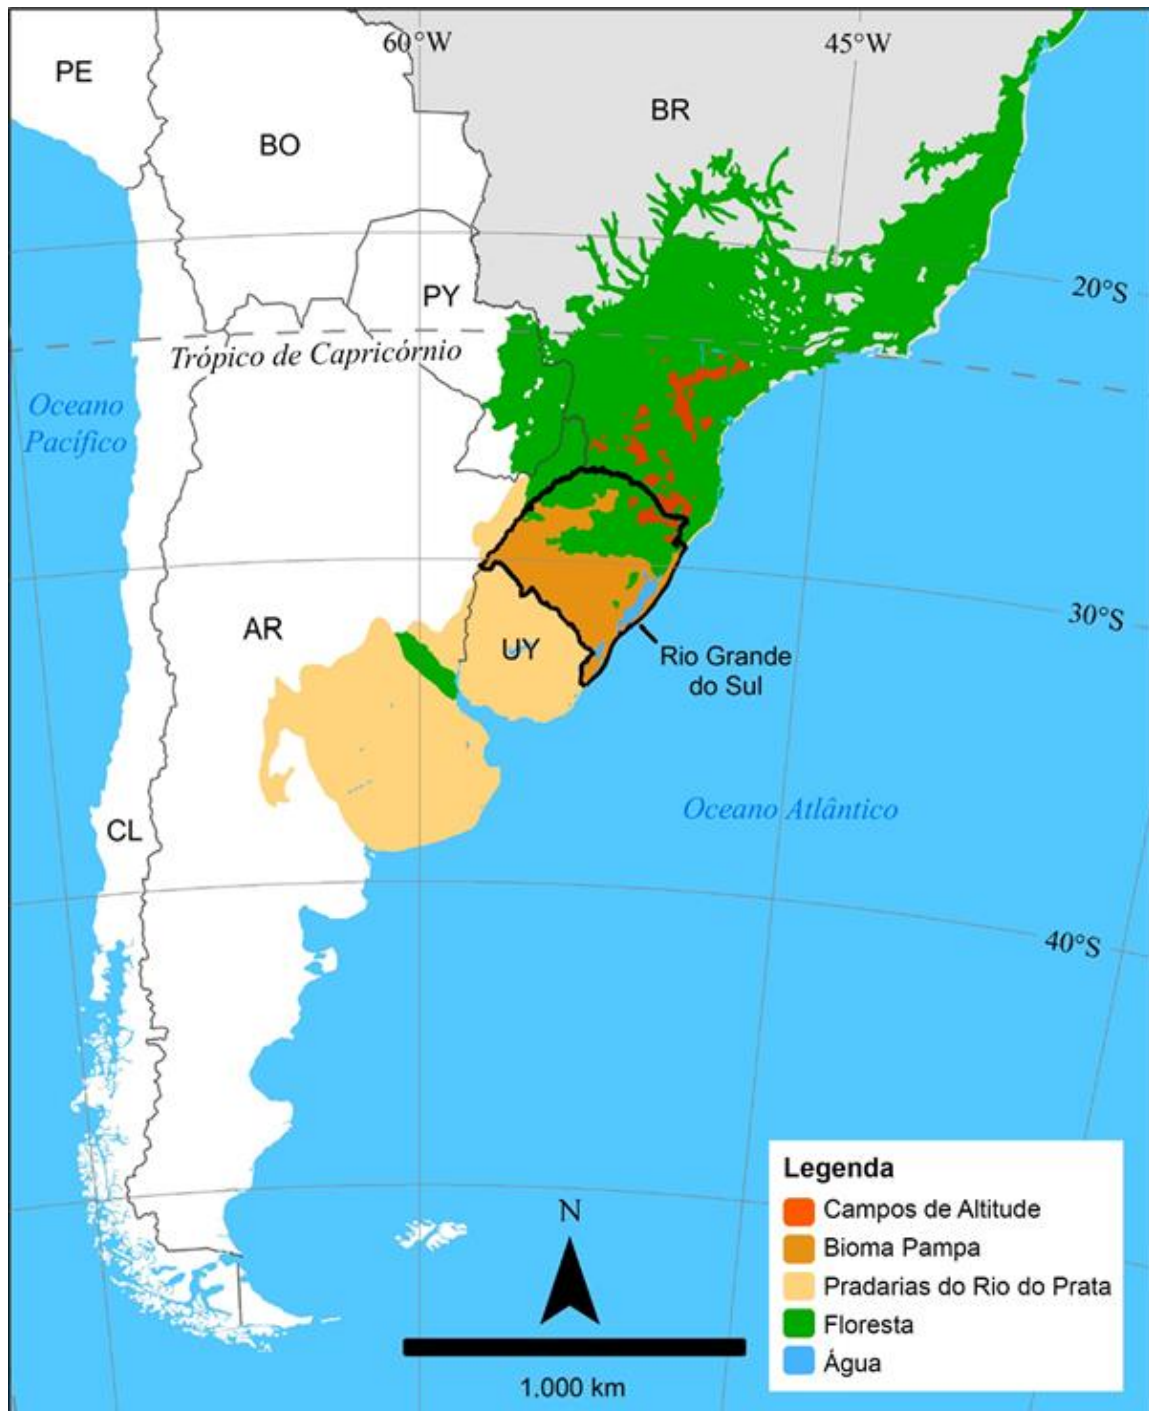 60°W
45°W
PE
BO
BR
PY
20°S
Trópico de Capricórnio
Oceano
Pacífico
30°S
AR
UY
Rio Grande
do Sul
Oceano Atlântico
CL
40°S
Legenda
Campos de Altitude
Bioma Pampa
Pradarias do Rio do Prata
Floresta
Água
N
1.000 km